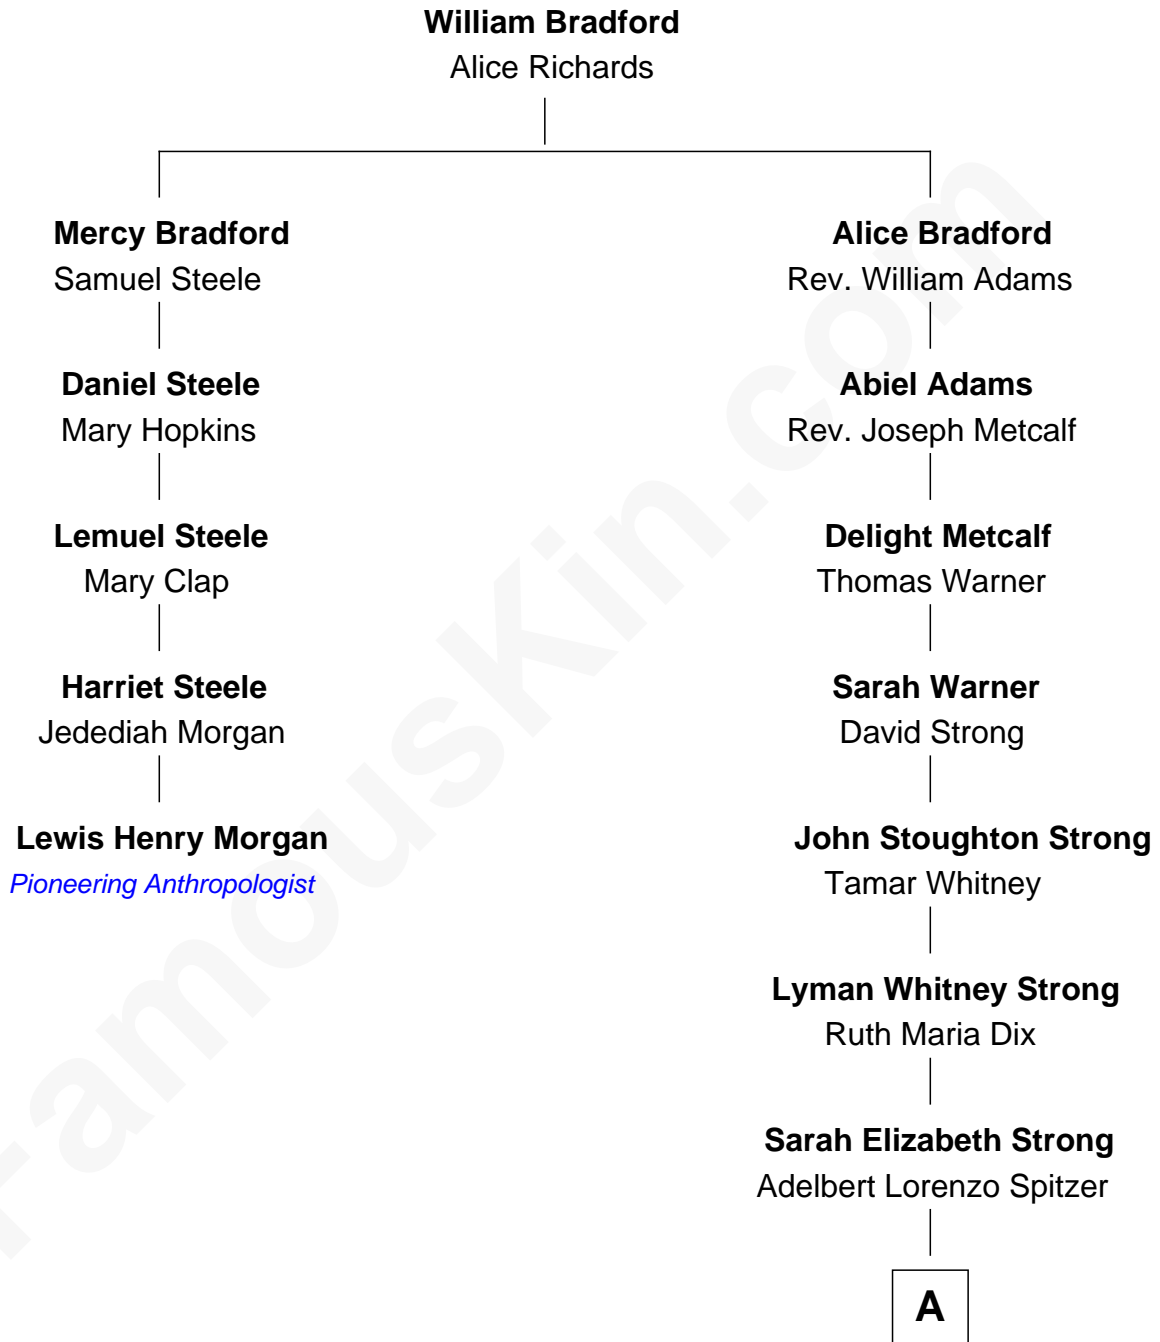 William Bradford
Alice Richards
Mercy Bradford
Samuel Steele
Daniel Steele
Mary Hopkins
Lemuel Steele
Mary Clap
Harriet Steele
Jedediah Morgan
Lewis Henry Morgan
Pioneering Anthropologist
Alice Bradford
Rev. William Adams
Abiel Adams
Rev. Joseph Metcalf
Delight Metcalf
Thomas Warner
Sarah Warner
David Strong
John Stoughton Strong
Tamar Whitney
Lyman Whitney Strong
Ruth Maria Dix
Sarah Elizabeth Strong
Adelbert Lorenzo Spitzer
A
FamousKin.com